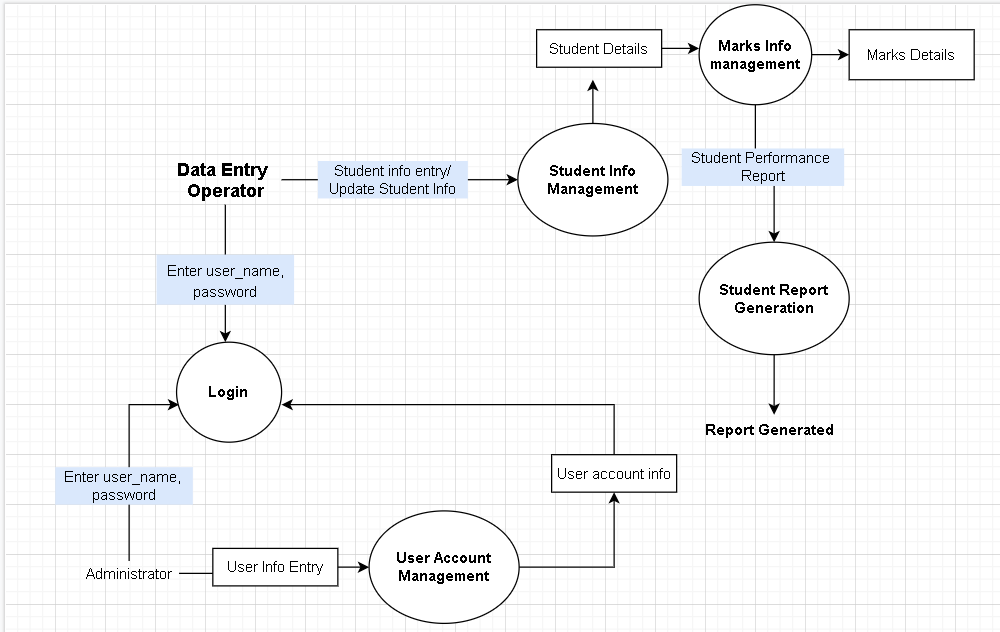 Student Details
Marks Info
management
Marks Details
Data Entry
Operator
Student info entry/
Update Student Info
Student Info
Management
Student Performance
Report
Enter user_name,
password
Student Report
Generation
Login
Report Generated
Enter user_name,
password
User account info
Administrator
User Info Entry
User Account
Management